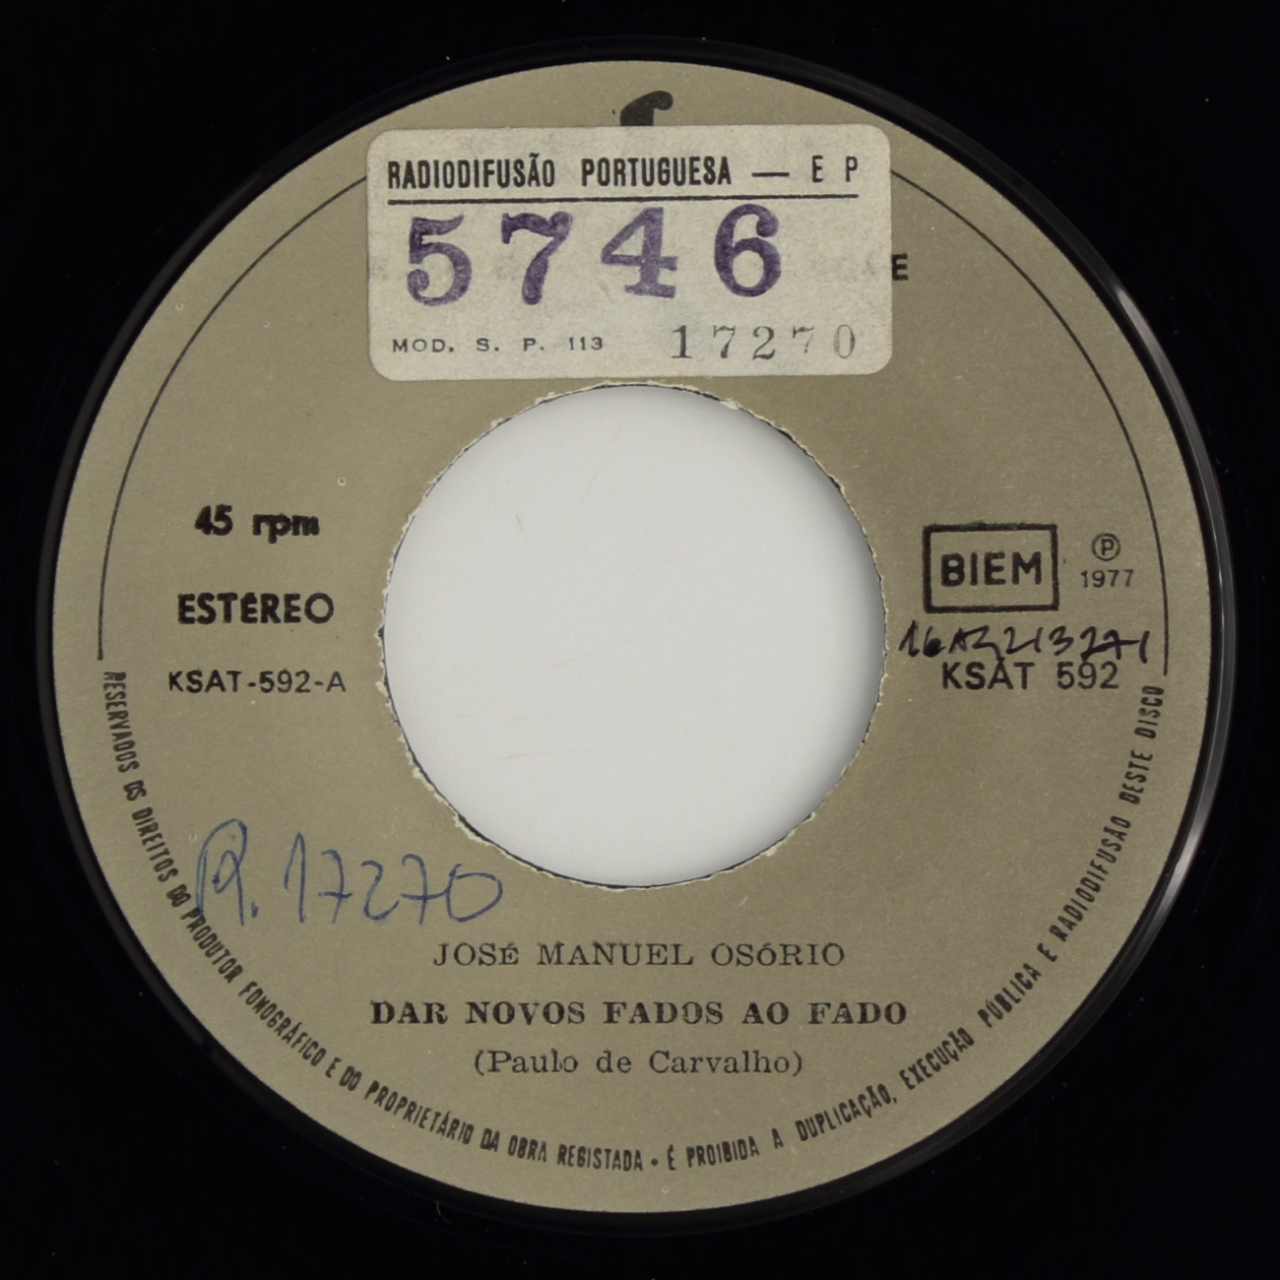 RADIODIFUSÃO PORTUGUESA — E P
5746
MOD. S. P. 113 17270
45 rpm
ESTÉREO
KSAT-592-A
BIEM
Ⓟ
1977
KSAT 592
R. 17270
JOSÉ MANUEL OSÓRIO
DAR NOVOS FADOS AO FADO
(Paulo de Carvalho)
RESERVADOS OS DIREITOS DO PRODUTOR FONOGRÁFICO E DO PROPRIETÁRIO DA OBRA REGISTADA • É PROIBIDA A DUPLICAÇÃO, EXECUÇÃO PÚBLICA E RADIODIFUSÃO DESTE DISCO